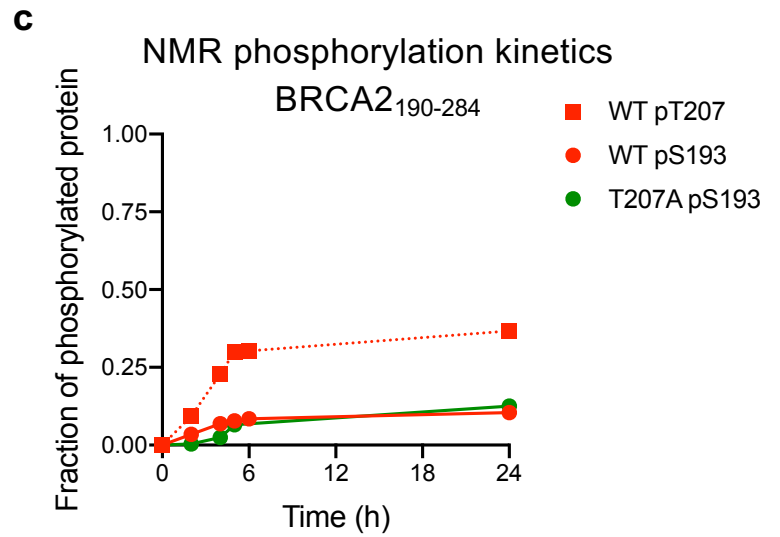 c
NMR phosphorylation kinetics
BRCA2190-284
WT pT207
WT pS193
T207A pS193
Fraction of phosphorylated protein
1.00
0.75
0.50
0.25
0.00
0 6 12 18 24
Time (h)